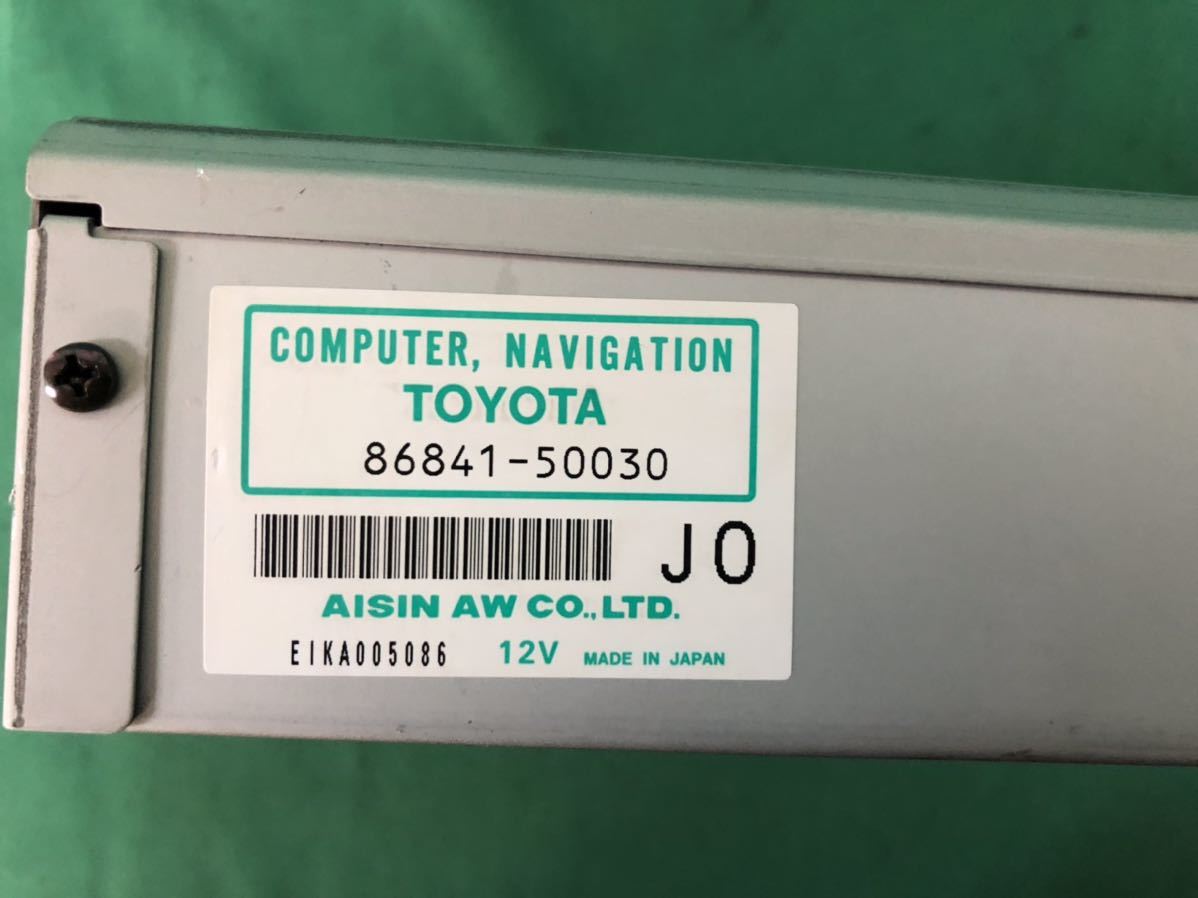 COMPUTER, NAVIGATION
TOYOTA
86841-50030
J0
AISIN AW CO.,LTD.
EIKA005086 12V MADE IN JAPAN